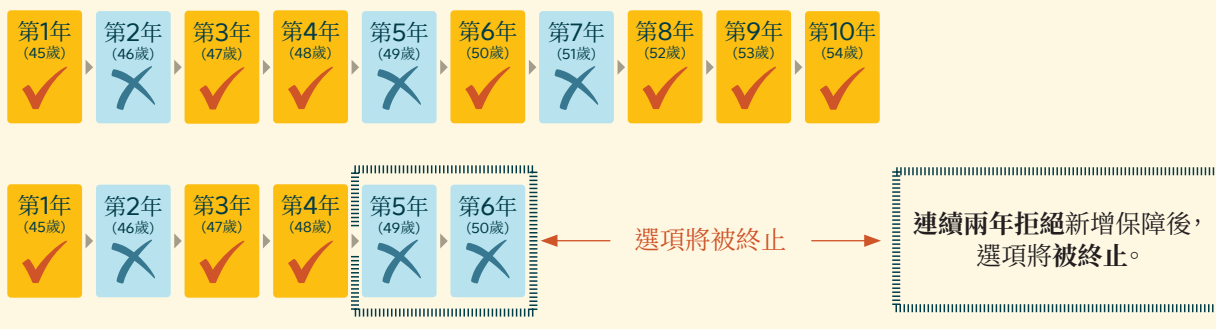 第1年
(45歲)
第2年
(46歲)
第3年
(47歲)
第4年
(48歲)
第5年
(49歲)
第6年
(50歲)
第7年
(51歲)
第8年
(52歲)
第9年
(53歲)
第10年
(54歲)
第1年
(45歲)
第2年
(46歲)
第3年
(47歲)
第4年
(48歲)
第5年
(49歲)
第6年
(50歲)
選項將被終止
連續兩年拒絕新增保障後，
選項將被終止。